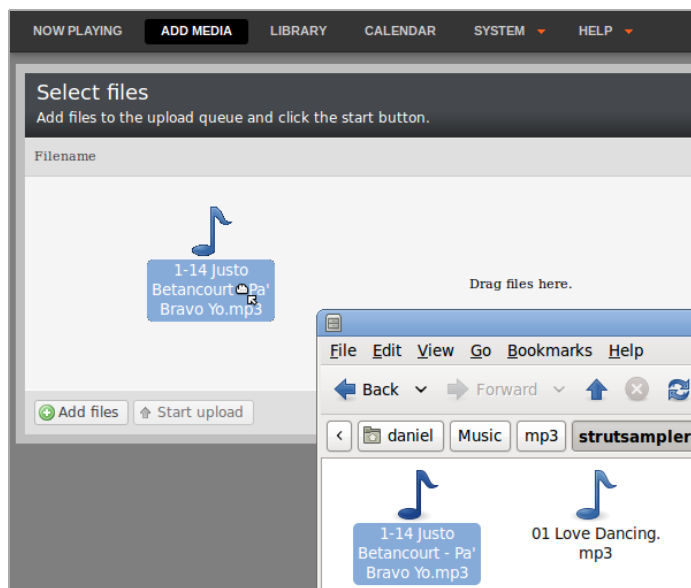 NOW PLAYING ADD MEDIA LIBRARY CALENDAR SYSTEM HELP
Select files
Add files to the upload queue and click the start button.
Filename
1-14 Justo
Betancourt - Pa'
Bravo Yo.mp3
Drag files here.
File Edit View Go Bookmarks Help
Back Forward
Add files Start upload
daniel Music mp3 strutsampler
1-14 Justo
Betancourt - Pa'
Bravo Yo.mp3
01 Love Dancing.
mp3